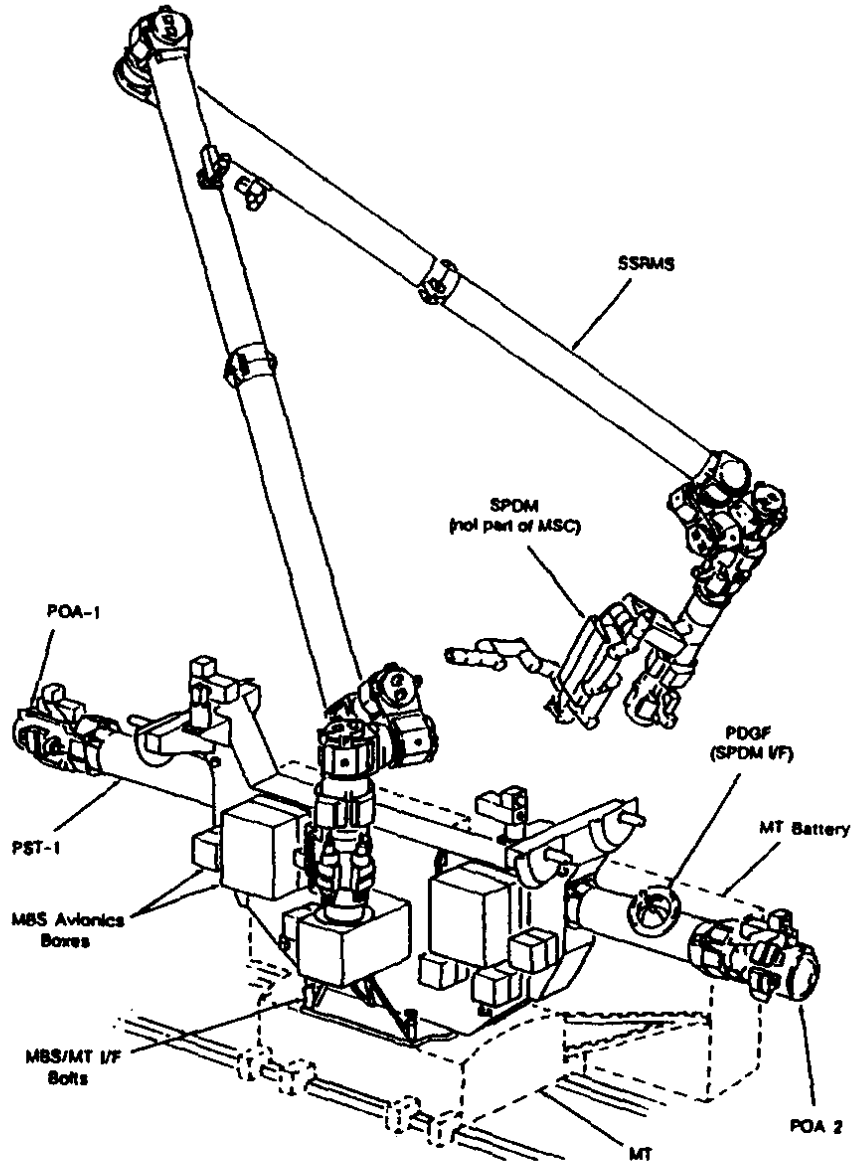 SSRMS
SPDM
(not part of MSC)
POA-1
PDGF
(SPDM I/F)
MT Battery
PST-1
MBS Avionics
Boxes
MBS/MT I/F
Bolts
POA 2
MT